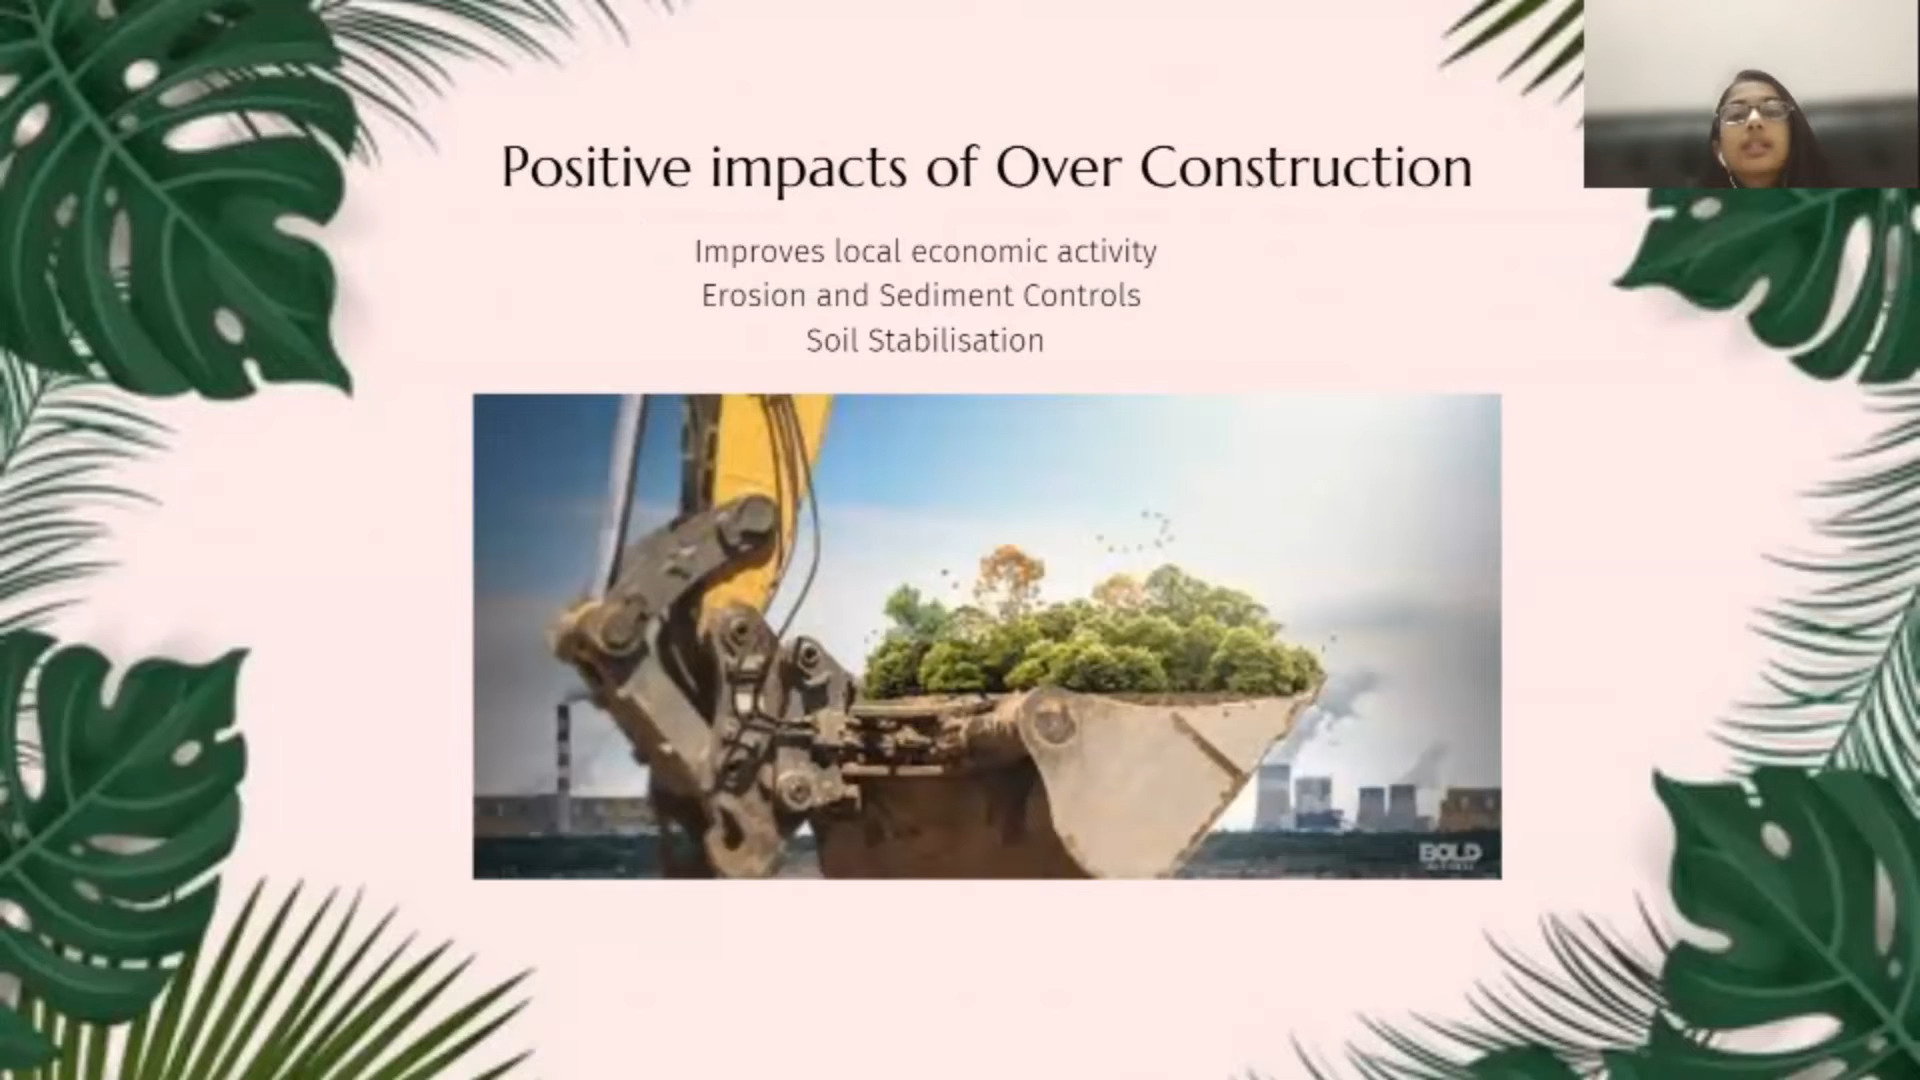 Positive impacts of Over Construction
Improves local economic activity
Erosion and Sediment Controls
Soil Stabilisation
BOLD